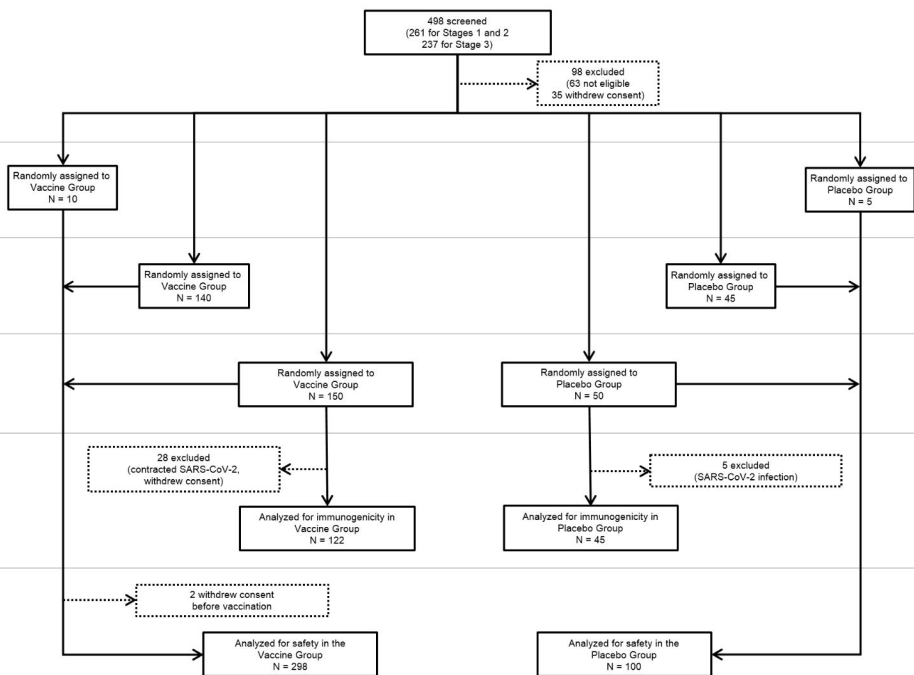 498 screened
(261 for Stages 1 and 2
237 for Stage 3)
98 excluded
(63 not eligible
35 withdrew consent)
Randomly assigned to
Vaccine Group
N = 10
Randomly assigned to
Placebo Group
N = 5
Randomly assigned to
Vaccine Group
N = 140
Randomly assigned to
Placebo Group
N = 45
Randomly assigned to
Vaccine Group
N = 150
Randomly assigned to
Placebo Group
N = 50
28 excluded
(contracted SARS-CoV-2,
withdrew consent)
5 excluded
(SARS-CoV-2 infection)
Analyzed for immunogenicity in
Vaccine Group
N = 122
Analyzed for immunogenicity in
Placebo Group
N = 45
2 withdrew consent
before vaccination
Analyzed for safety in the
Vaccine Group
N = 298
Analyzed for safety in the
Placebo Group
N = 100